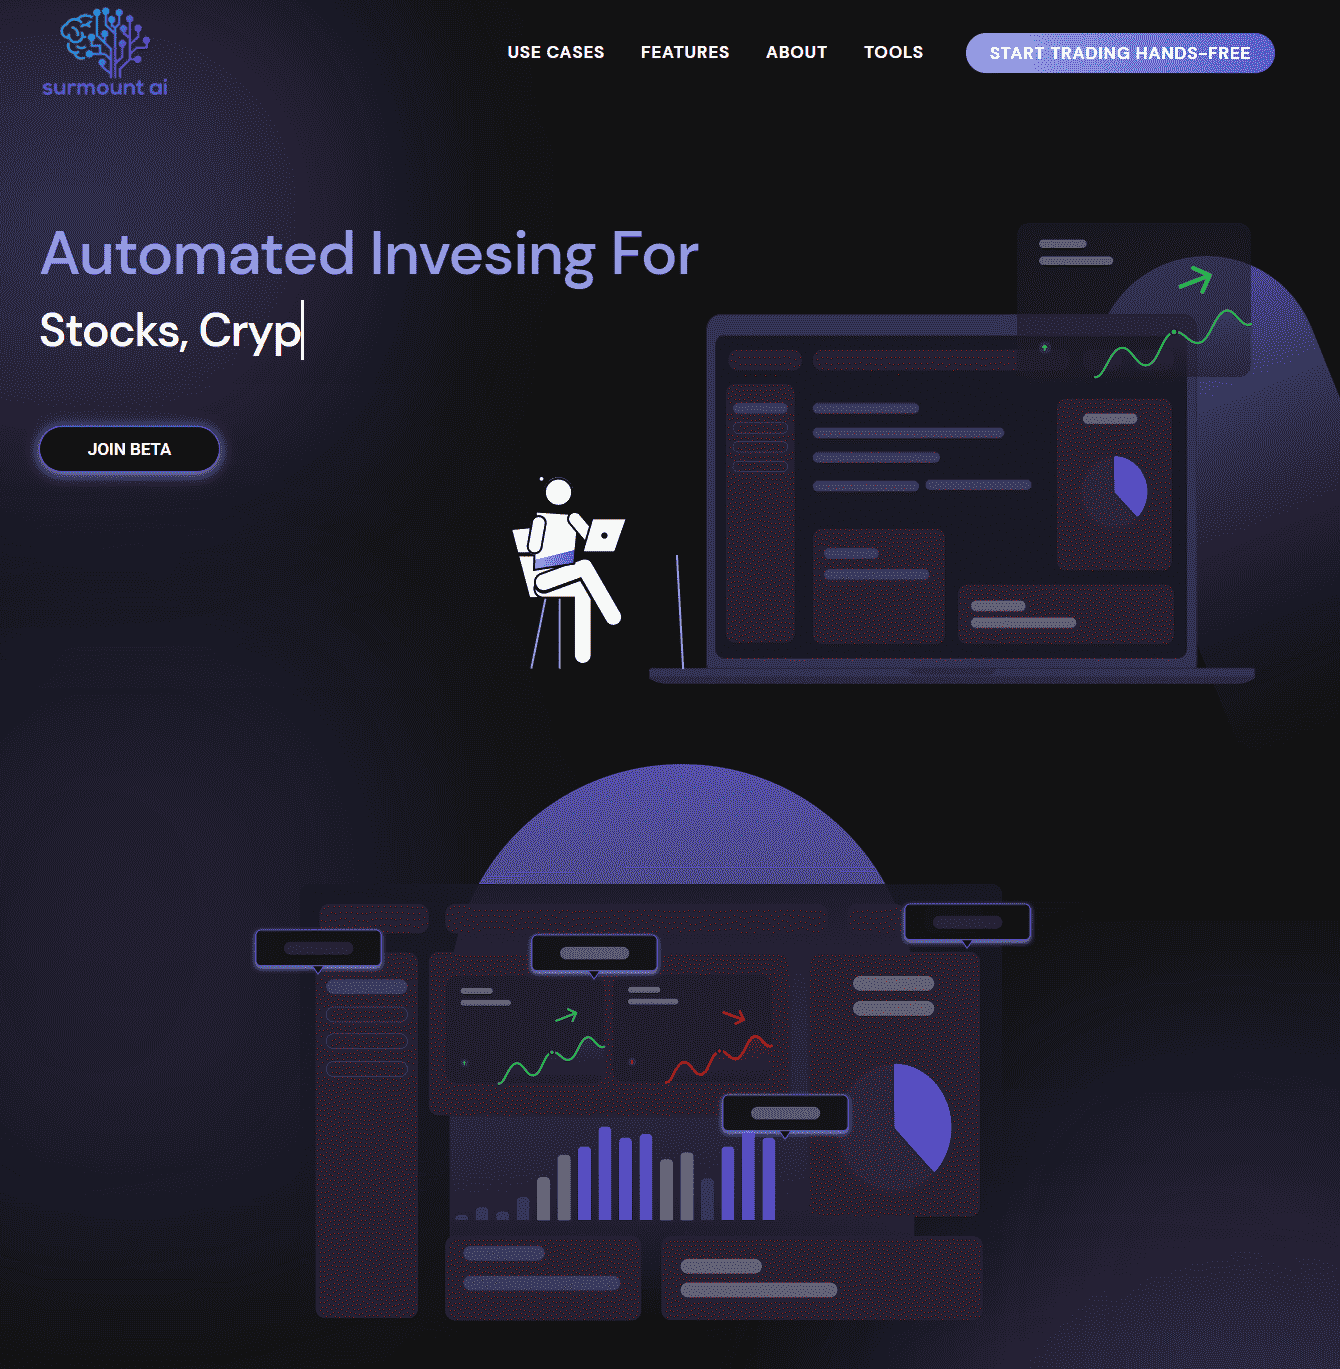 surmount ai
USE CASES FEATURES ABOUT TOOLS START TRADING HANDS-FREE
Automated Invesing For
Stocks, Cryp
JOIN BETA